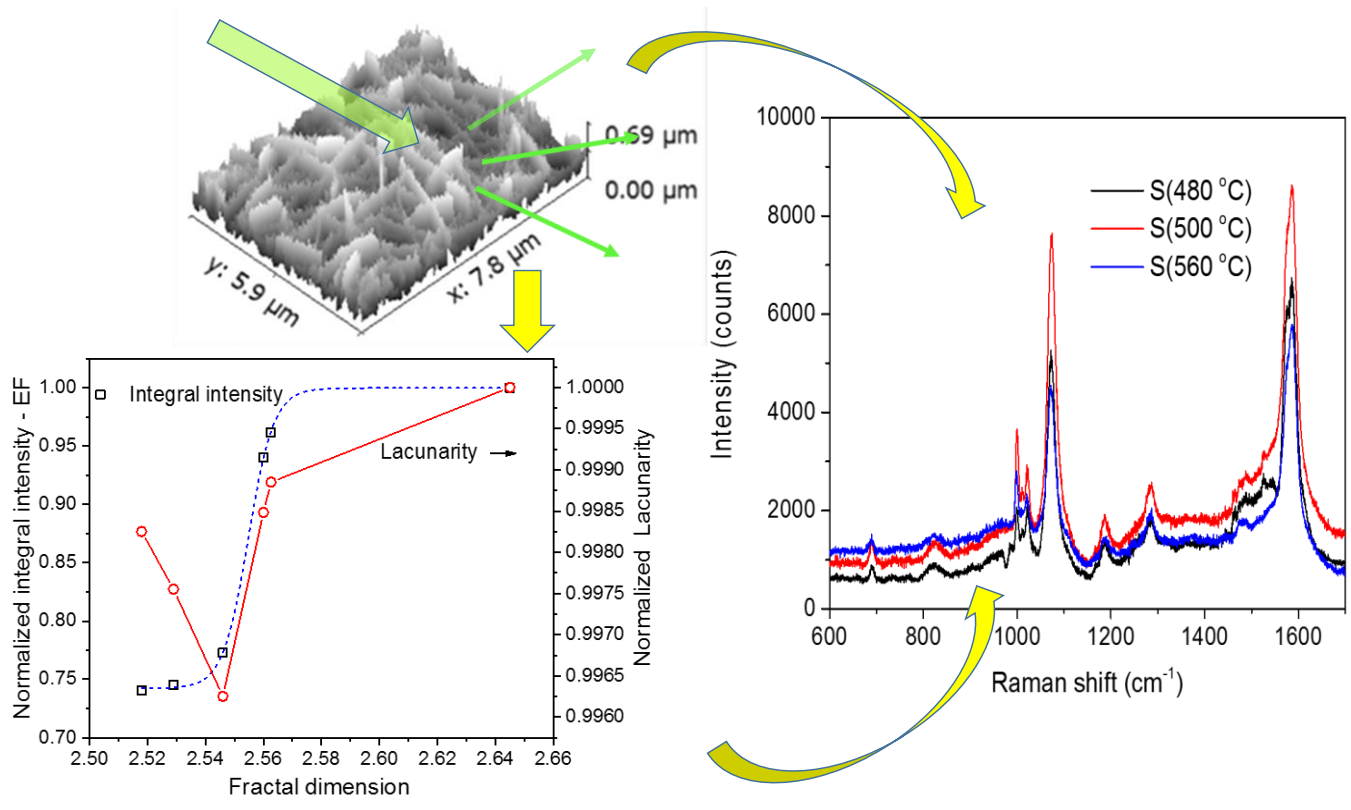 0.69 µm
0.00 µm
y: 5.9 µm
x: 7.8 µm
Integral intensity
Lacunarity
Normalized integral intensity - EF
1.00
0.95
0.90
0.85
0.80
0.75
0.70
1.0000
0.9995
0.9990
0.9985
0.9980
0.9975
0.9970
0.9965
0.9960
Normalized Lacunarity
2.50 2.52 2.54 2.56 2.58 2.60 2.62 2.64 2.66
Fractal dimension
Intensity (counts)
10000
8000
6000
4000
2000
0
S(480 °C)
S(500 °C)
S(560 °C)
600 800 1000 1200 1400 1600
Raman shift (cm⁻¹)